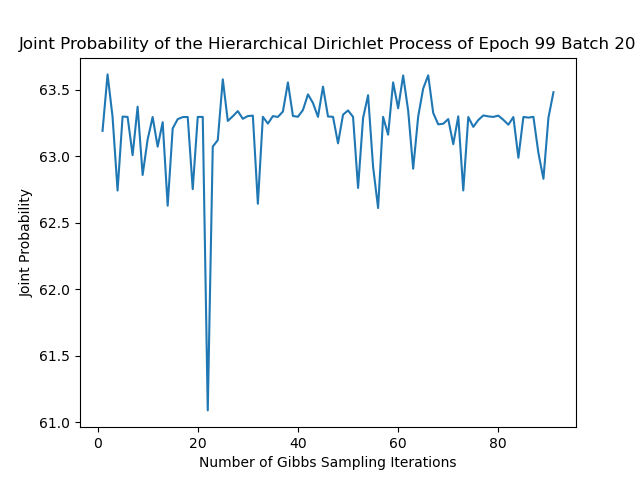 Joint Probability of the Hierarchical Dirichlet Process of Epoch 99 Batch 20
63.5
63.0
62.5
62.0
61.5
61.0
Joint Probability
0 20 40 60 80
Number of Gibbs Sampling Iterations